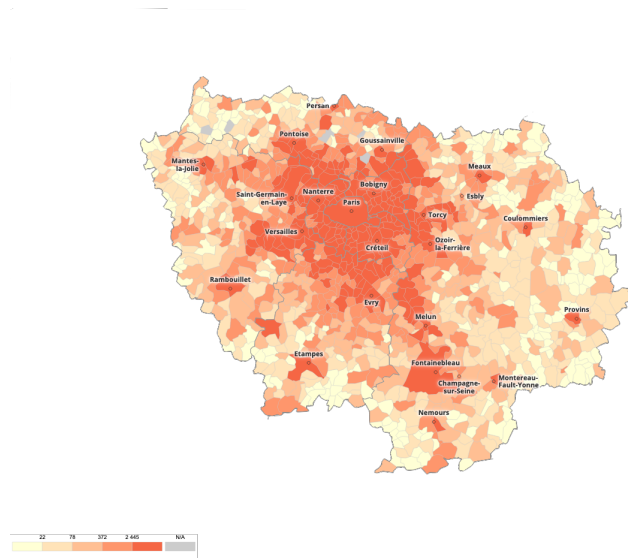 Persan
Pontoise
Goussainville
Mantes-
la-Jolie
Meaux
Saint-Germain-
en-Laye
Nanterre
Bobigny
Esbly
Paris
Torcy
Coulommiers
Versailles
Créteil
Ozoir-
la-Ferrière
Rambouillet
Evry
Provins
Melun
Etampes
Fontainebleau
Champagne-
sur-Seine
Montereau-
Fault-Yonne
Nemours
22 78 372 2 445 N/A